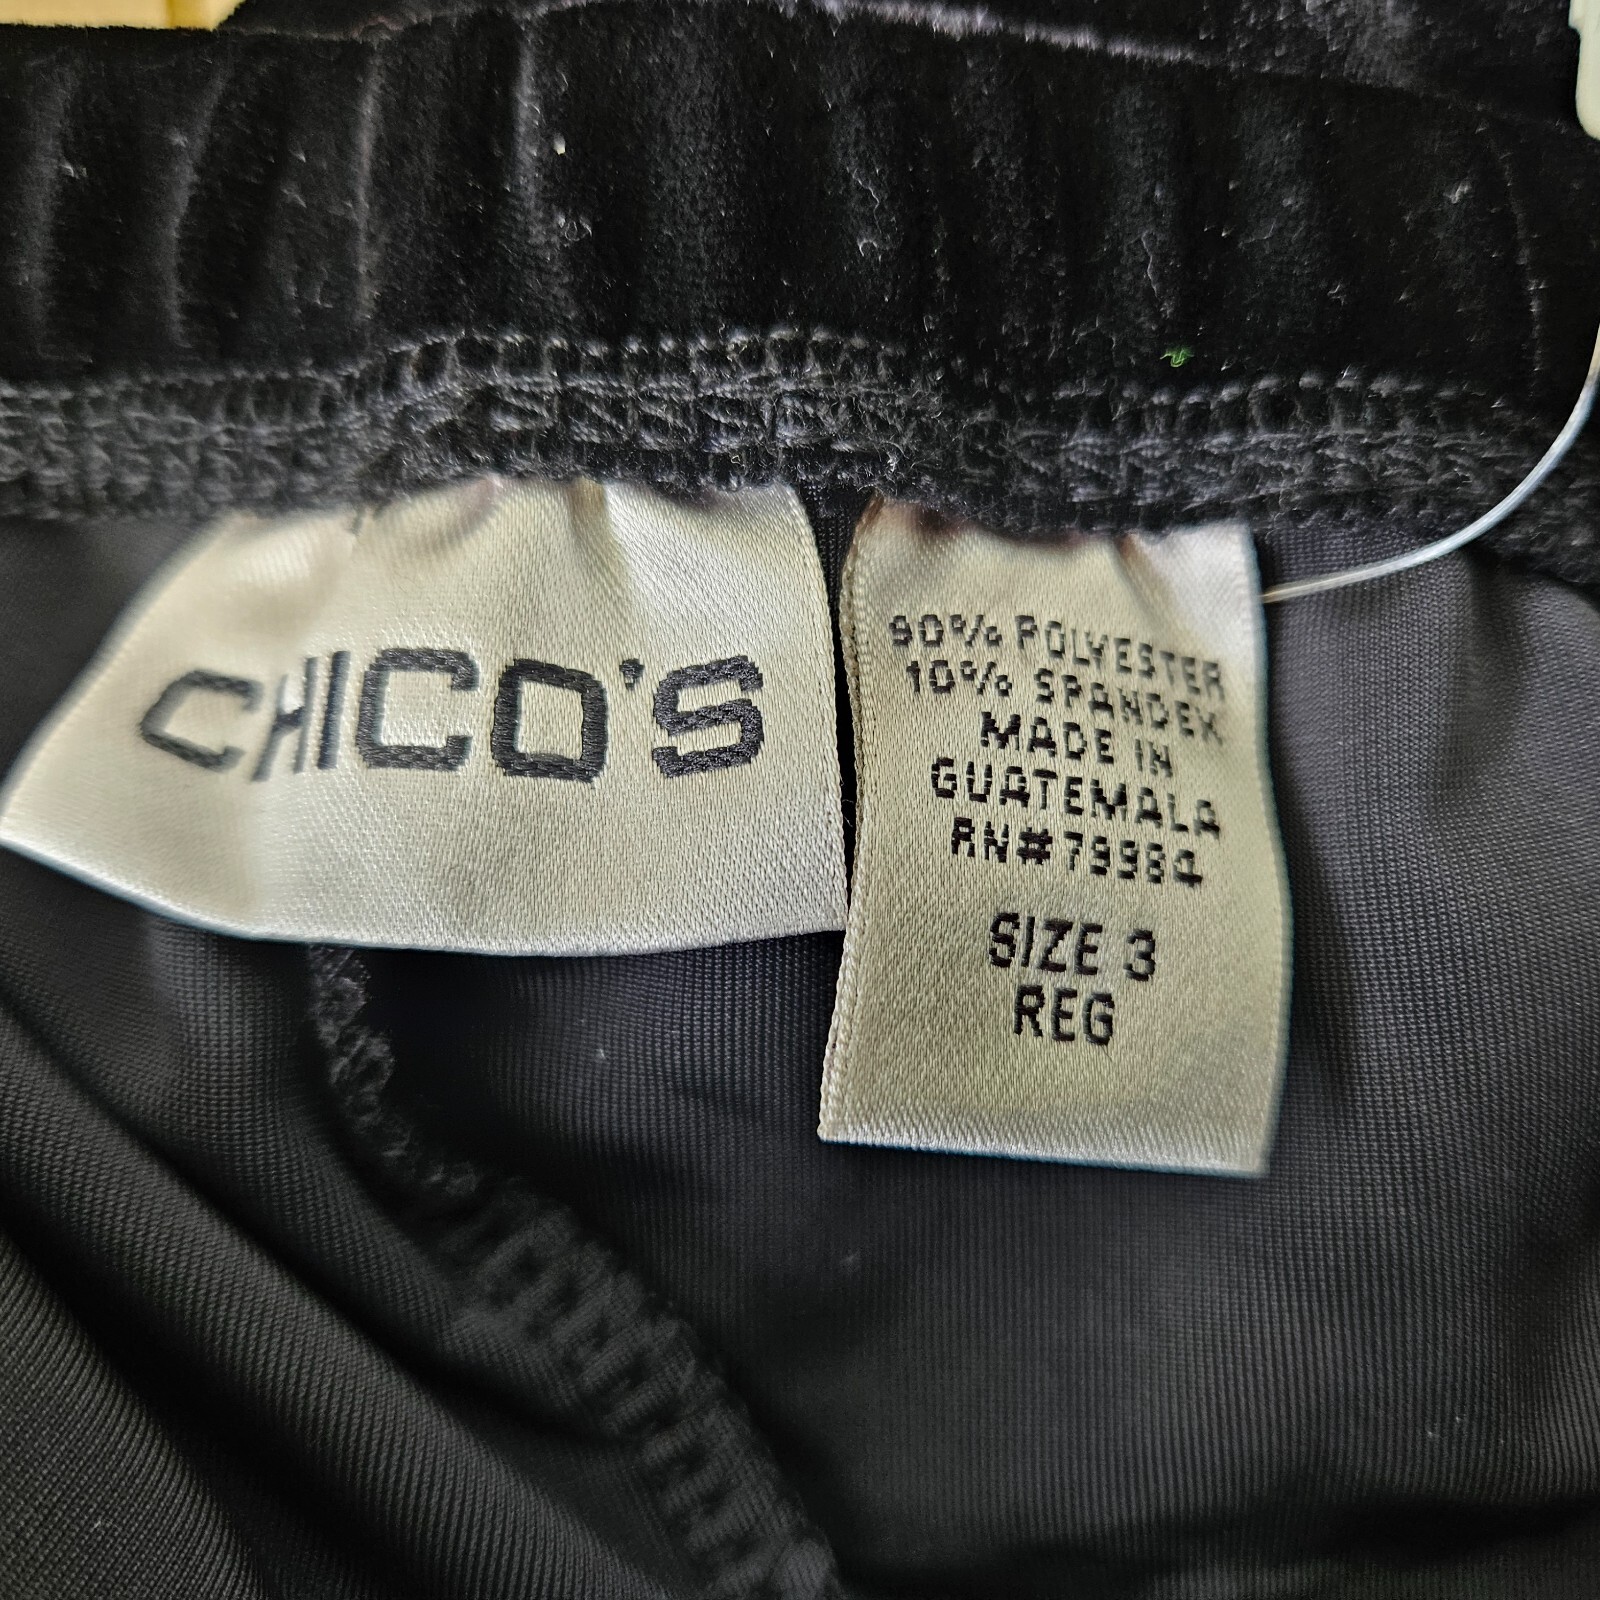 CHICO'S
90% POLYESTER
10% SPANDEX
MADE IN
GUATEMALA
RN#79984
SIZE 3
REG